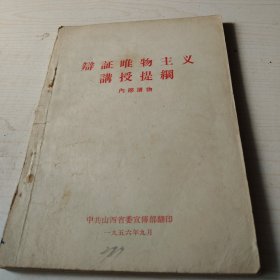 辯証唯物主义
講授提綱
內部讀物
中共山西省委宣傳部翻印
一九五六年九月